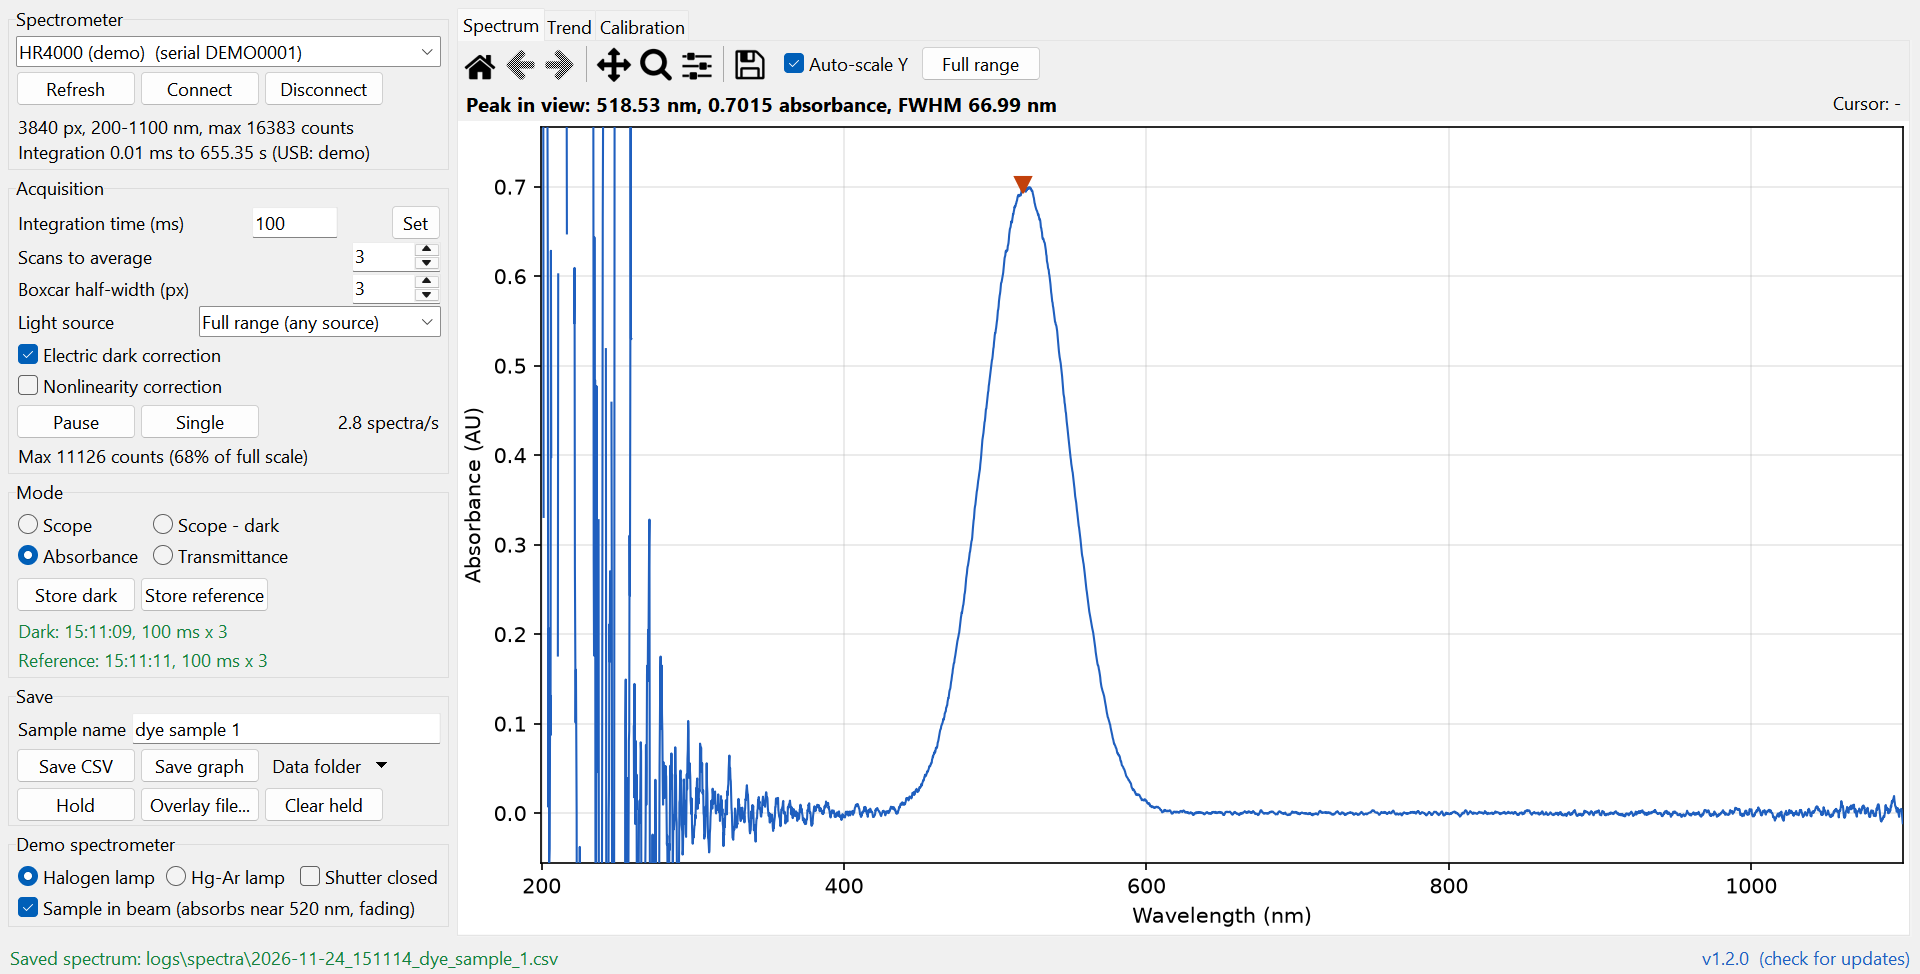 Spectrometer
HR4000 (demo)  (serial DEMO0001)
Refresh Connect Disconnect
3840 px, 200-1100 nm, max 16383 counts
Integration 0.01 ms to 655.35 s (USB: demo)
Acquisition
Integration time (ms) 100 Set
Scans to average 3
Boxcar half-width (px) 3
Light source Full range (any source)
Electric dark correction
Nonlinearity correction
Pause Single 2.8 spectra/s
Max 11126 counts (68% of full scale)
Mode
Scope Scope - dark
Absorbance Transmittance
Store dark Store reference
Dark: 15:11:09, 100 ms x 3
Reference: 15:11:11, 100 ms x 3
Save
Sample name dye sample 1
Save CSV Save graph Data folder
Hold Overlay file... Clear held
Demo spectrometer
Halogen lamp Hg-Ar lamp Shutter closed
Sample in beam (absorbs near 520 nm, fading)
Saved spectrum: logs\spectra\2026-11-24_151114_dye_sample_1.csv
Spectrum Trend Calibration
Auto-scale Y Full range
Peak in view: 518.53 nm, 0.7015 absorbance, FWHM 66.99 nm
Cursor: -
Absorbance (AU)
0.7
0.6
0.5
0.4
0.3
0.2
0.1
0.0
200 400 600 800 1000
Wavelength (nm)
v1.2.0  (check for updates)